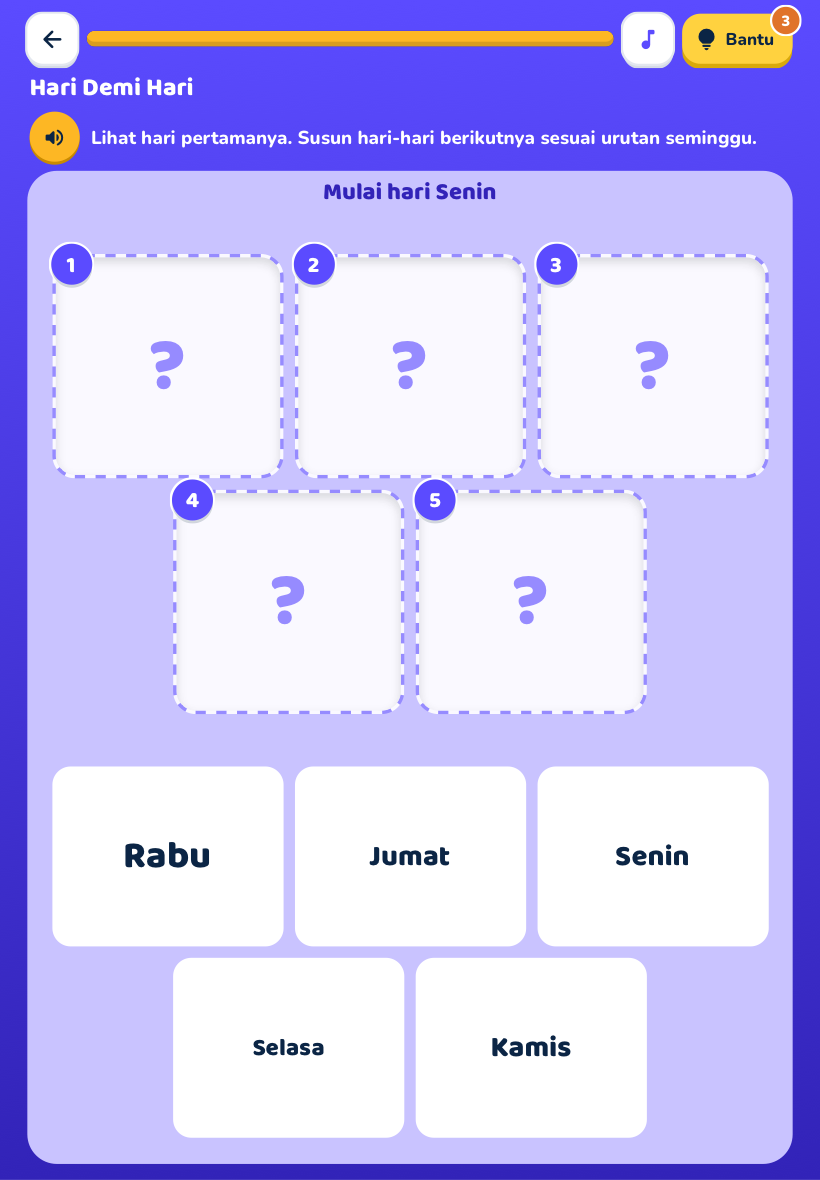 3
Bantu
Hari Demi Hari
Lihat hari pertamanya. Susun hari-hari berikutnya sesuai urutan seminggu.
Mulai hari Senin
1 2 3
? ? ?
4 5
? ?
Rabu Jumat Senin
Selasa Kamis